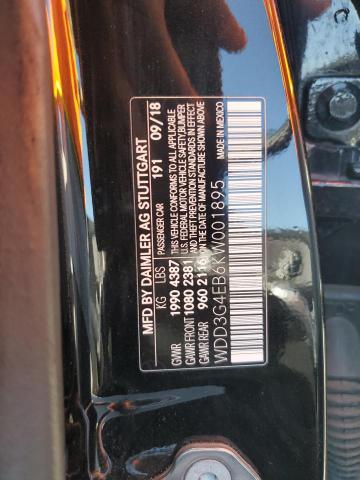 MFD BY DAIMLER AG STUTTGART
KG LBS PASSENGER CAR 191 09/18
GVWR 1990 4387 THIS VEHICLE CONFORMS TO ALL APPLICABLE
GAWR FRONT 1080 2381 U.S. FEDERAL MOTOR VEHICLE SAFETY,BUMPER
AND THEFT PREVENTION STANDARDS IN EFFECT
GAWR REAR 960 2116 ON DATE OF MANUFACTURE SHOWN ABOVE
WDD3G4EB6KW001895 MADE IN MEXICO